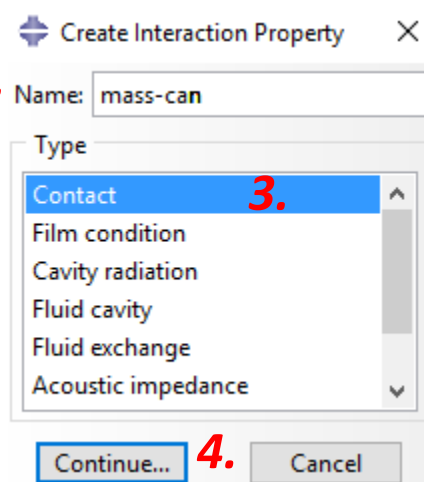 Create Interaction Property
Name: mass-can
Type
Contact 3.
Film condition
Cavity radiation
Fluid cavity
Fluid exchange
Acoustic impedance
Continue... 4. Cancel